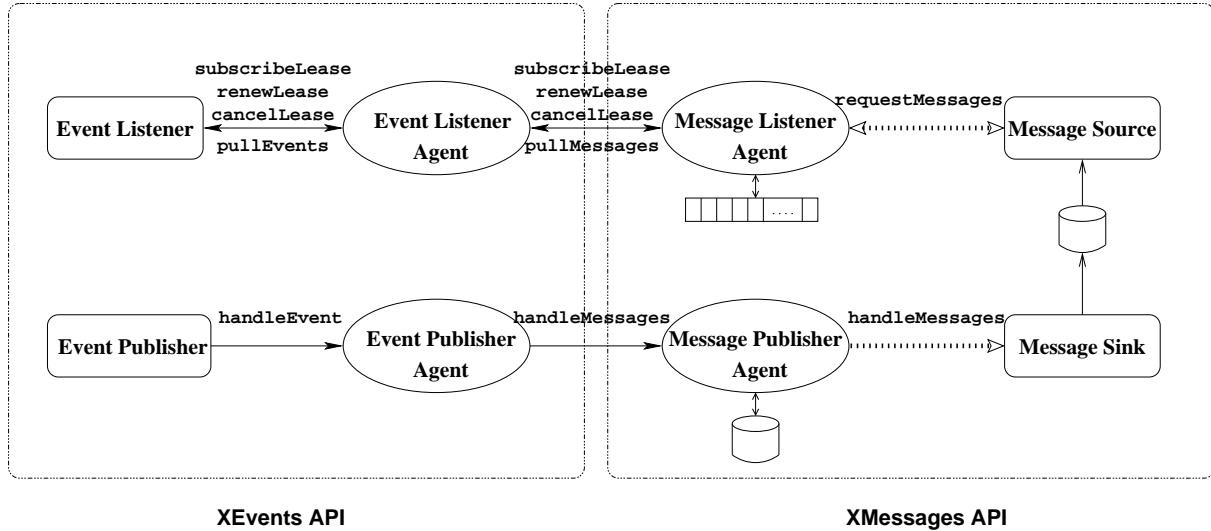 subscribeLease
renewLease
cancelLease
pullEvents
subscribeLease
renewLease
cancelLease
pullMessages
requestMessages
Event Listener
Event Listener
Agent
Message Listener
Agent
Message Source
. . . .
handleEvent
handleMessages
handleMessages
Event Publisher
Event Publisher
Agent
Message Publisher
Agent
Message Sink
XEvents API
XMessages API